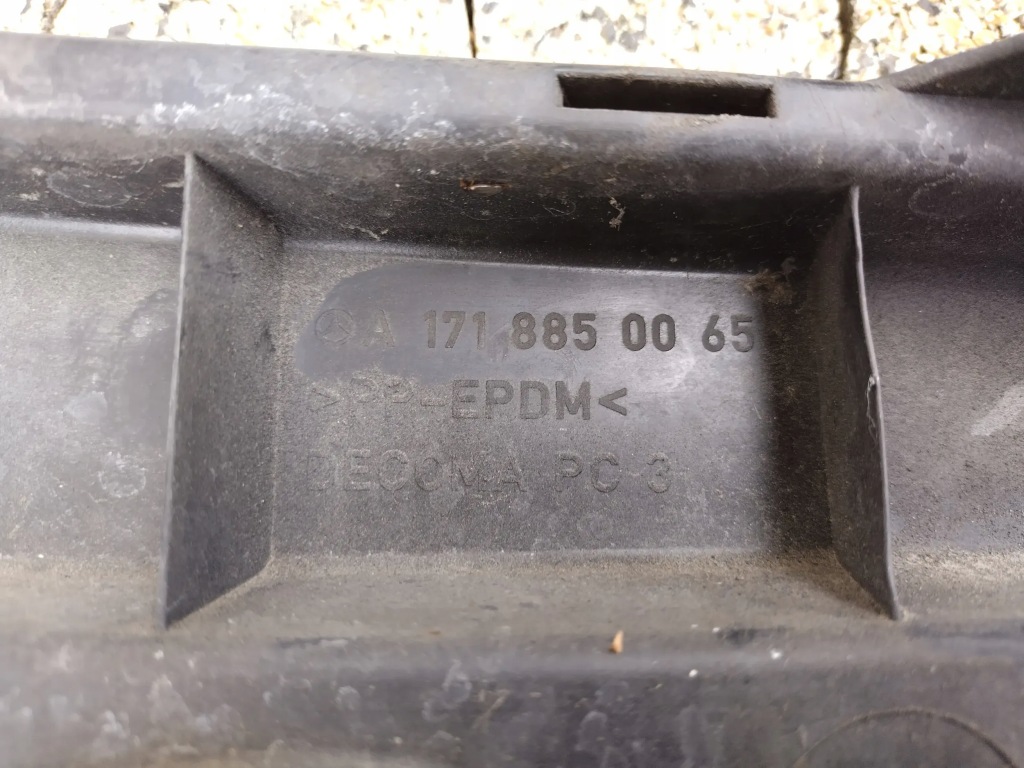 A 171 885 00 65
>PP-EPDM<
DECOMA PC-3